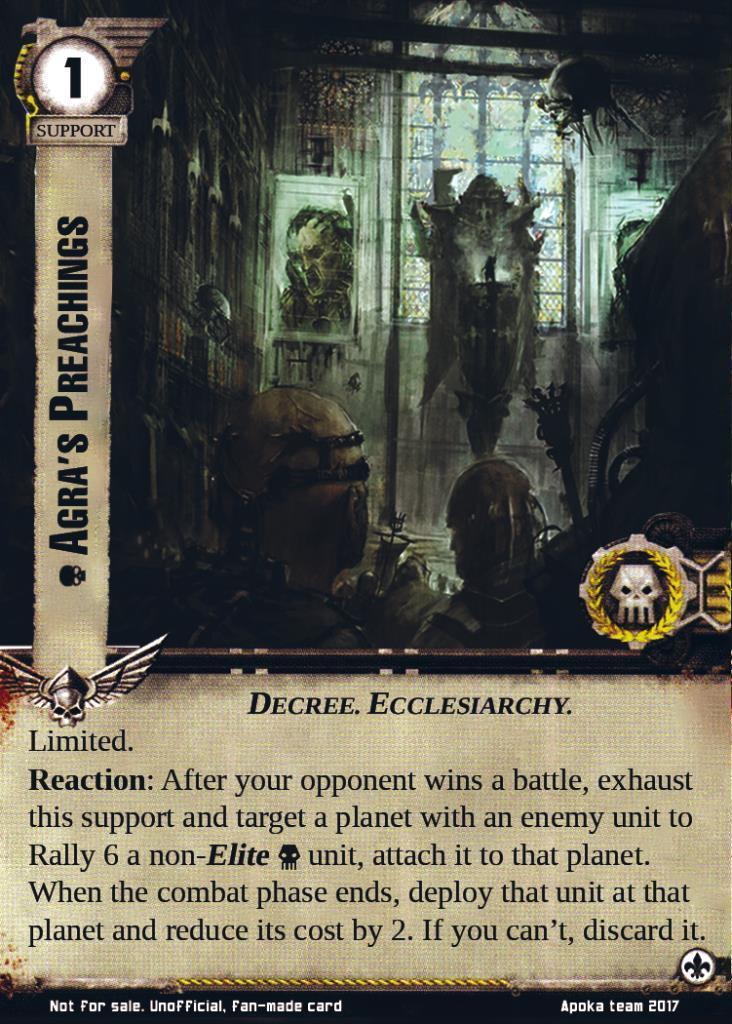 1
SUPPORT
AGRA'S PREACHINGS
DECREE. ECCLESIARCHY.
Limited.
Reaction: After your opponent wins a battle, exhaust
this support and target a planet with an enemy unit to
Rally 6 a non-Elite unit, attach it to that planet.
When the combat phase ends, deploy that unit at that
planet and reduce its cost by 2. If you can't, discard it.
Not for sale. Unofficial, Fan-made card
Apoka team 2017